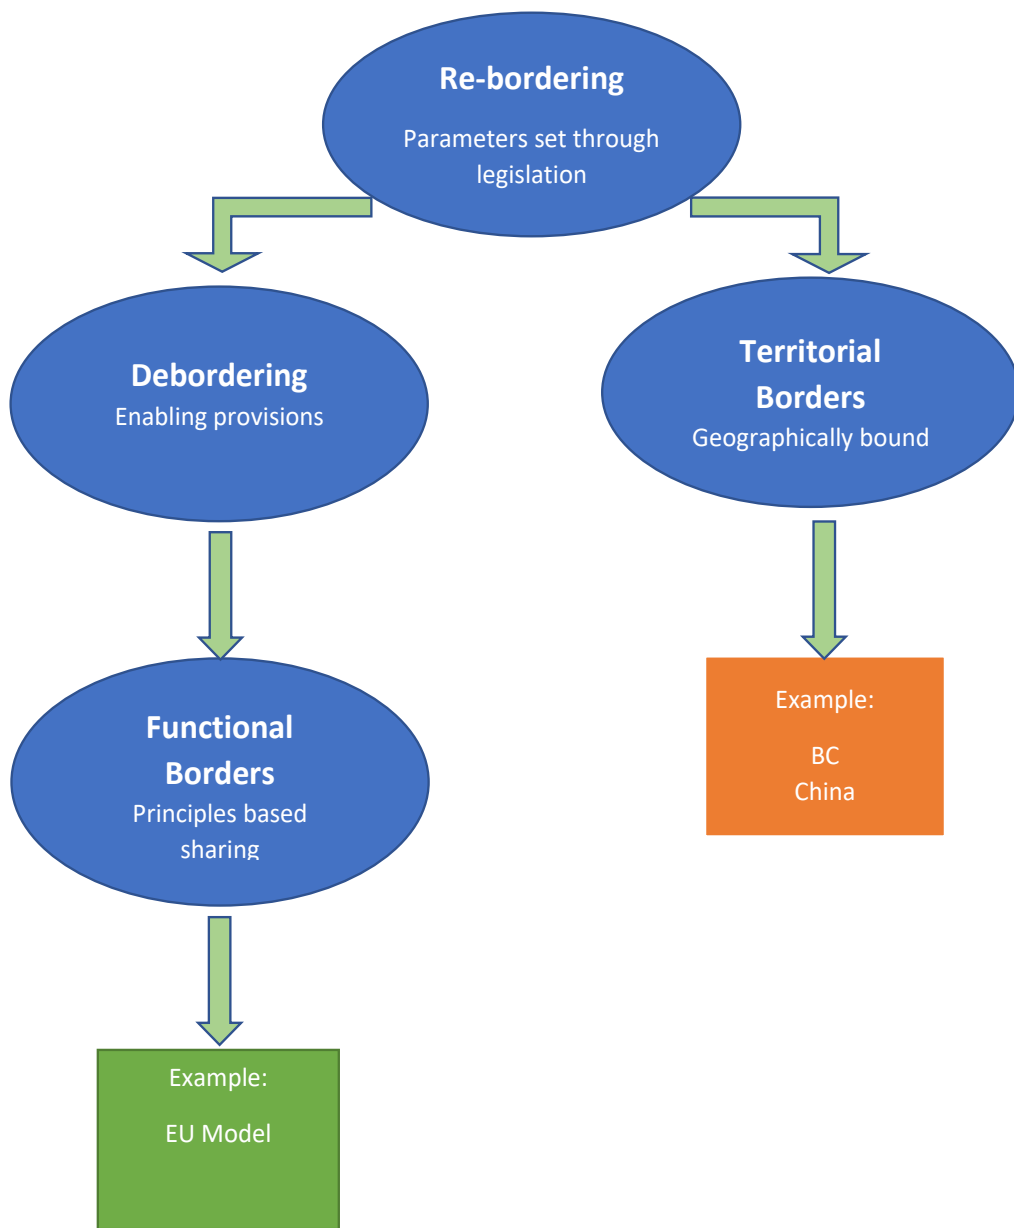 Re-bordering
Parameters set through
legislation
Debordering
Enabling provisions
Territorial
Borders
Geographically bound
Functional
Borders
Principles based
sharing
Example:
BC
China
Example:
EU Model